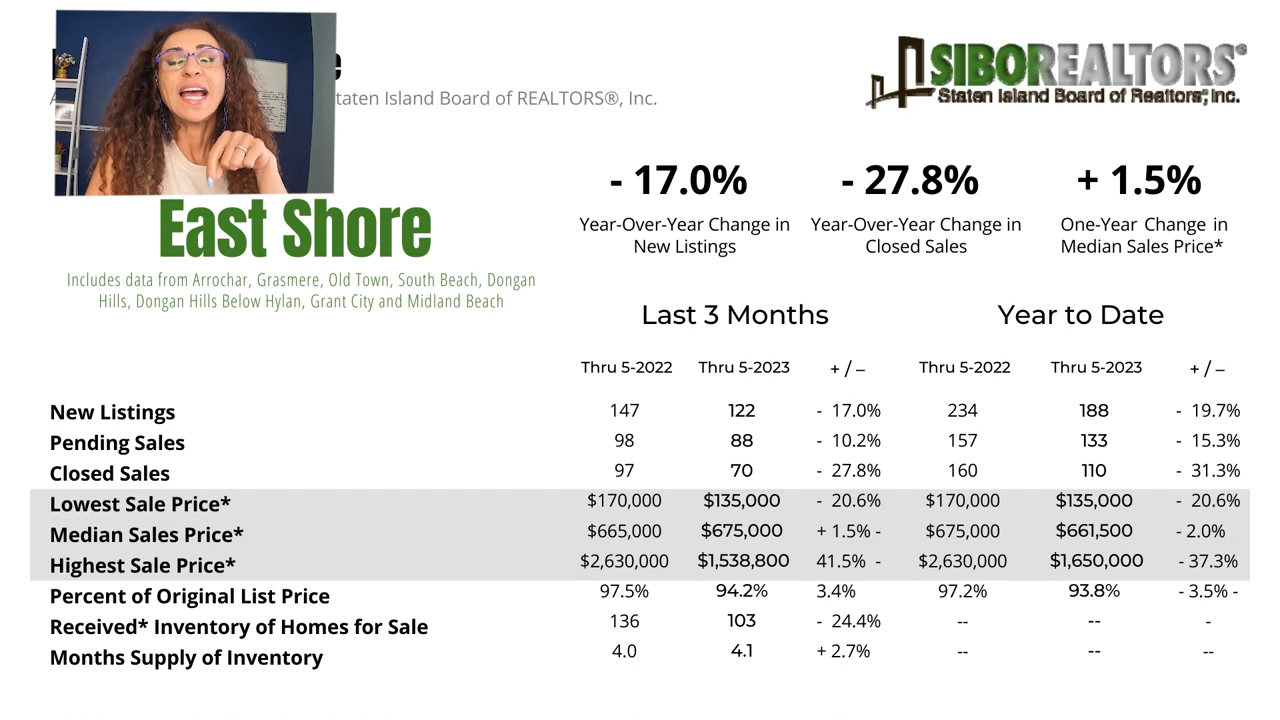 e
taten Island Board of REALTORS®, Inc.
SIBOREALTORS®
Staten Island Board of Realtors®, Inc.
- 17.0%
Year-Over-Year Change in
New Listings
- 27.8%
Year-Over-Year Change in
Closed Sales
+ 1.5%
One-Year Change in
Median Sales Price*
East Shore
Includes data from Arrochar, Grasmere, Old Town, South Beach, Dongan
Hills, Dongan Hills Below Hylan, Grant City and Midland Beach
Last 3 Months Year to Date
Thru 5-2022 Thru 5-2023 + / – Thru 5-2022 Thru 5-2023 + / –
New Listings 147 122 - 17.0% 234 188 - 19.7%
Pending Sales 98 88 - 10.2% 157 133 - 15.3%
Closed Sales 97 70 - 27.8% 160 110 - 31.3%
Lowest Sale Price* $170,000 $135,000 - 20.6% $170,000 $135,000 - 20.6%
Median Sales Price* $665,000 $675,000 + 1.5% - $675,000 $661,500 - 2.0%
Highest Sale Price* $2,630,000 $1,538,800 41.5% - $2,630,000 $1,650,000 - 37.3%
Percent of Original List Price 97.5% 94.2% 3.4% 97.2% 93.8% - 3.5% -
Received* Inventory of Homes for Sale 136 103 - 24.4% -- -- -
Months Supply of Inventory 4.0 4.1 + 2.7% -- -- --